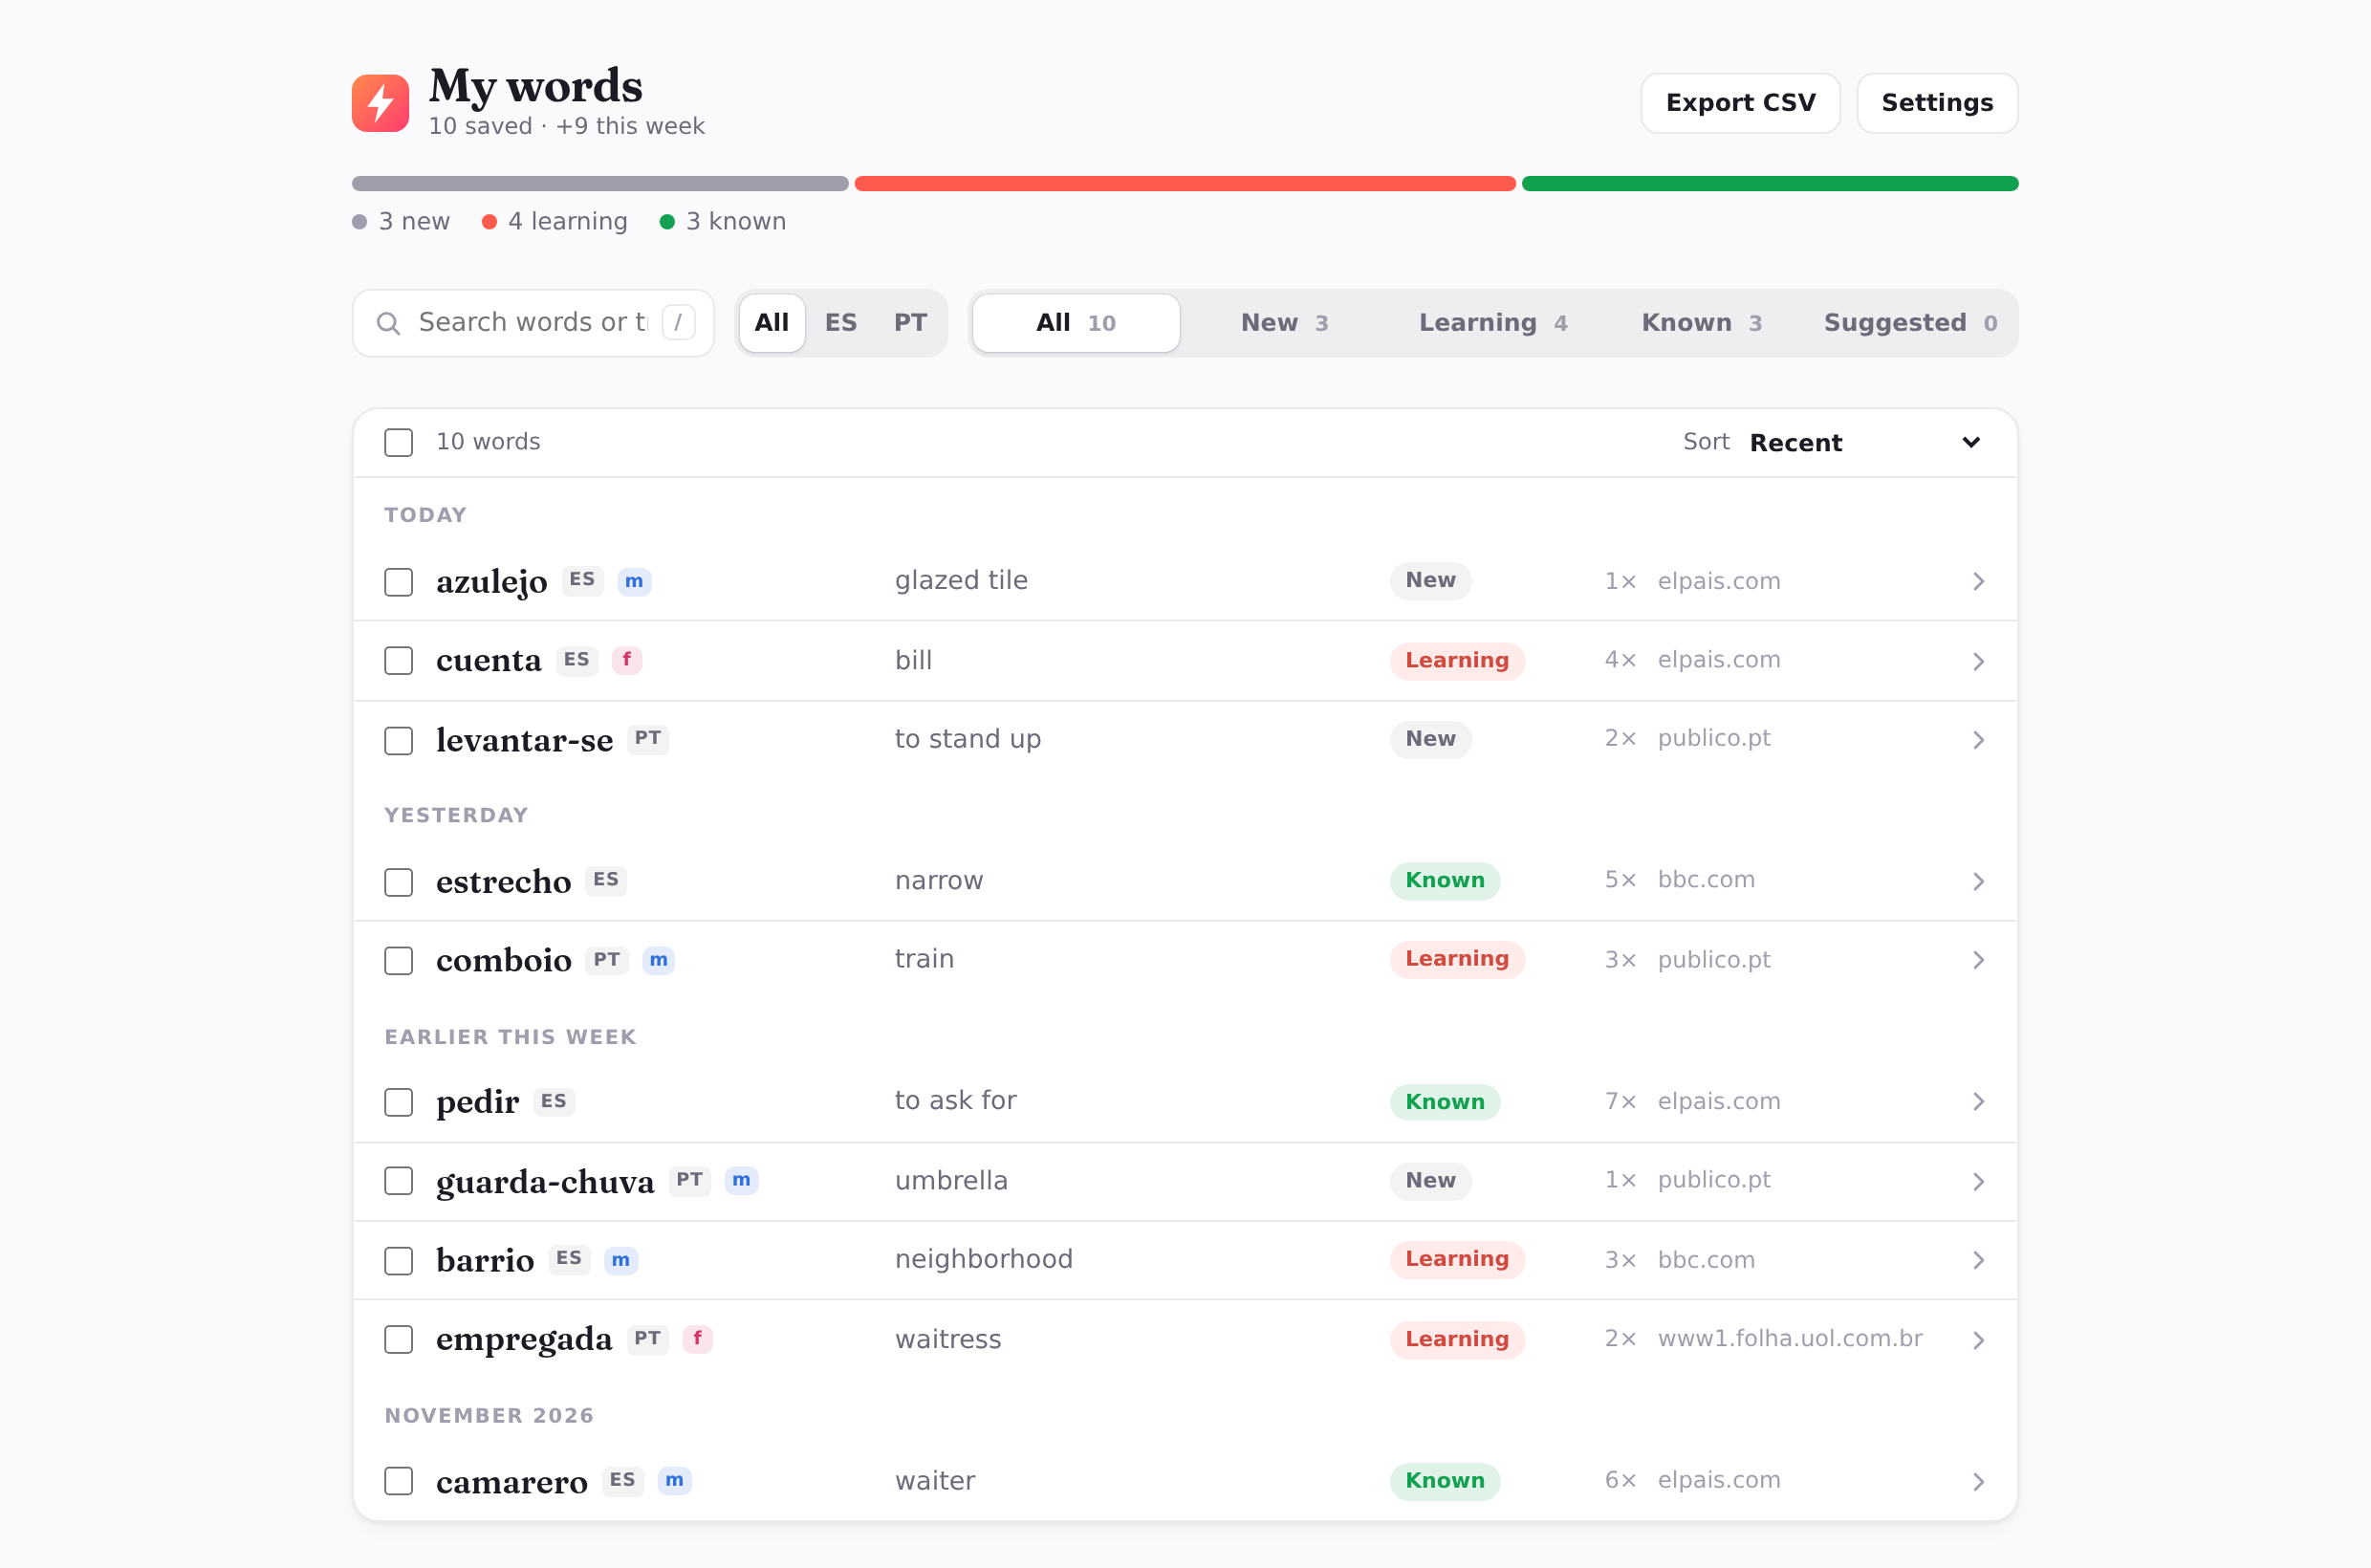 My words
10 saved · +9 this week
Export CSV
Settings
3 new
4 learning
3 known
Search words or t
/
All ES PT
All 10
New 3
Learning 4
Known 3
Suggested 0
10 words
Sort Recent
TODAY
azulejo ES m glazed tile New 1× elpais.com
cuenta ES f bill Learning 4× elpais.com
levantar-se PT to stand up New 2× publico.pt
YESTERDAY
estrecho ES narrow Known 5× bbc.com
comboio PT m train Learning 3× publico.pt
EARLIER THIS WEEK
pedir ES to ask for Known 7× elpais.com
guarda-chuva PT m umbrella New 1× publico.pt
barrio ES m neighborhood Learning 3× bbc.com
empregada PT f waitress Learning 2× www1.folha.uol.com.br
NOVEMBER 2026
camarero ES m waiter Known 6× elpais.com